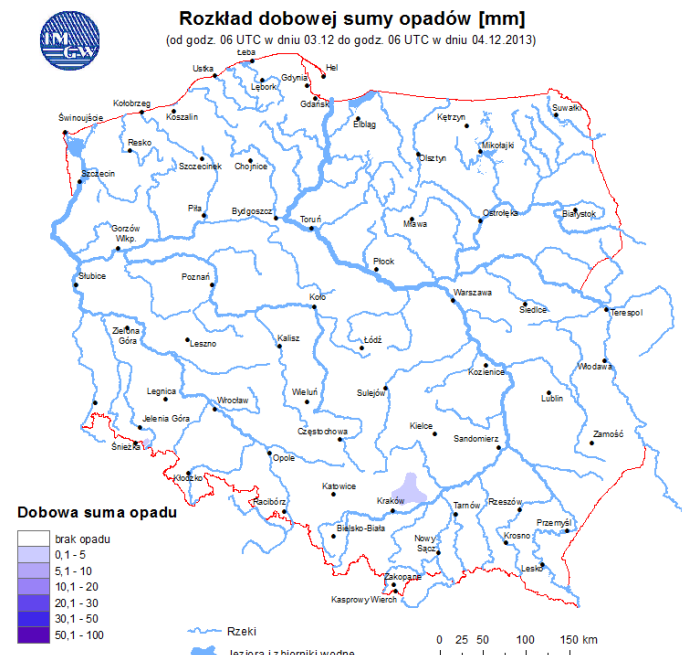 Rozkład dobowej sumy opadów [mm]
(od godz. 06 UTC w dniu 03.12 do godz. 06 UTC w dniu 04.12.2013)
IM
G-W
Łeba
Ustka
Hel
Gdynia
Lębork
Gdańsk
Kołobrzeg
Koszalin
Świnoujście
Elbląg
Kętrzyn
Suwałki
Resko
Szczecinek
Chojnice
Olsztyn
Mikołajki
Szczecin
Piła
Bydgoszcz
Toruń
Mława
Ostrołęka
Białystok
Gorzów
Wlkp.
Płock
Słubice
Poznań
Koło
Warszawa
Siedlce
Terespol
Zielona
Góra
Leszno
Kalisz
Łódź
Kozienice
Włodawa
Legnica
Wrocław
Wieluń
Sulejów
Lublin
Jelenia Góra
Częstochowa
Kielce
Sandomierz
Zamość
Śnieżka
Opole
Kłodzko
Katowice
Racibórz
Kraków
Tarnów
Rzeszów
Bielsko-Biała
Przemyśl
Nowy
Sącz
Krosno
Lesko
Zakopane
Kasprowy Wierch
Dobowa suma opadu
brak opadu
0,1 - 5
5,1 - 10
10,1 - 20
20,1 - 30
30,1 - 50
50,1 - 100
Rzeki
Jeziora i zbiorniki wodne
0 25 50 100 150 km